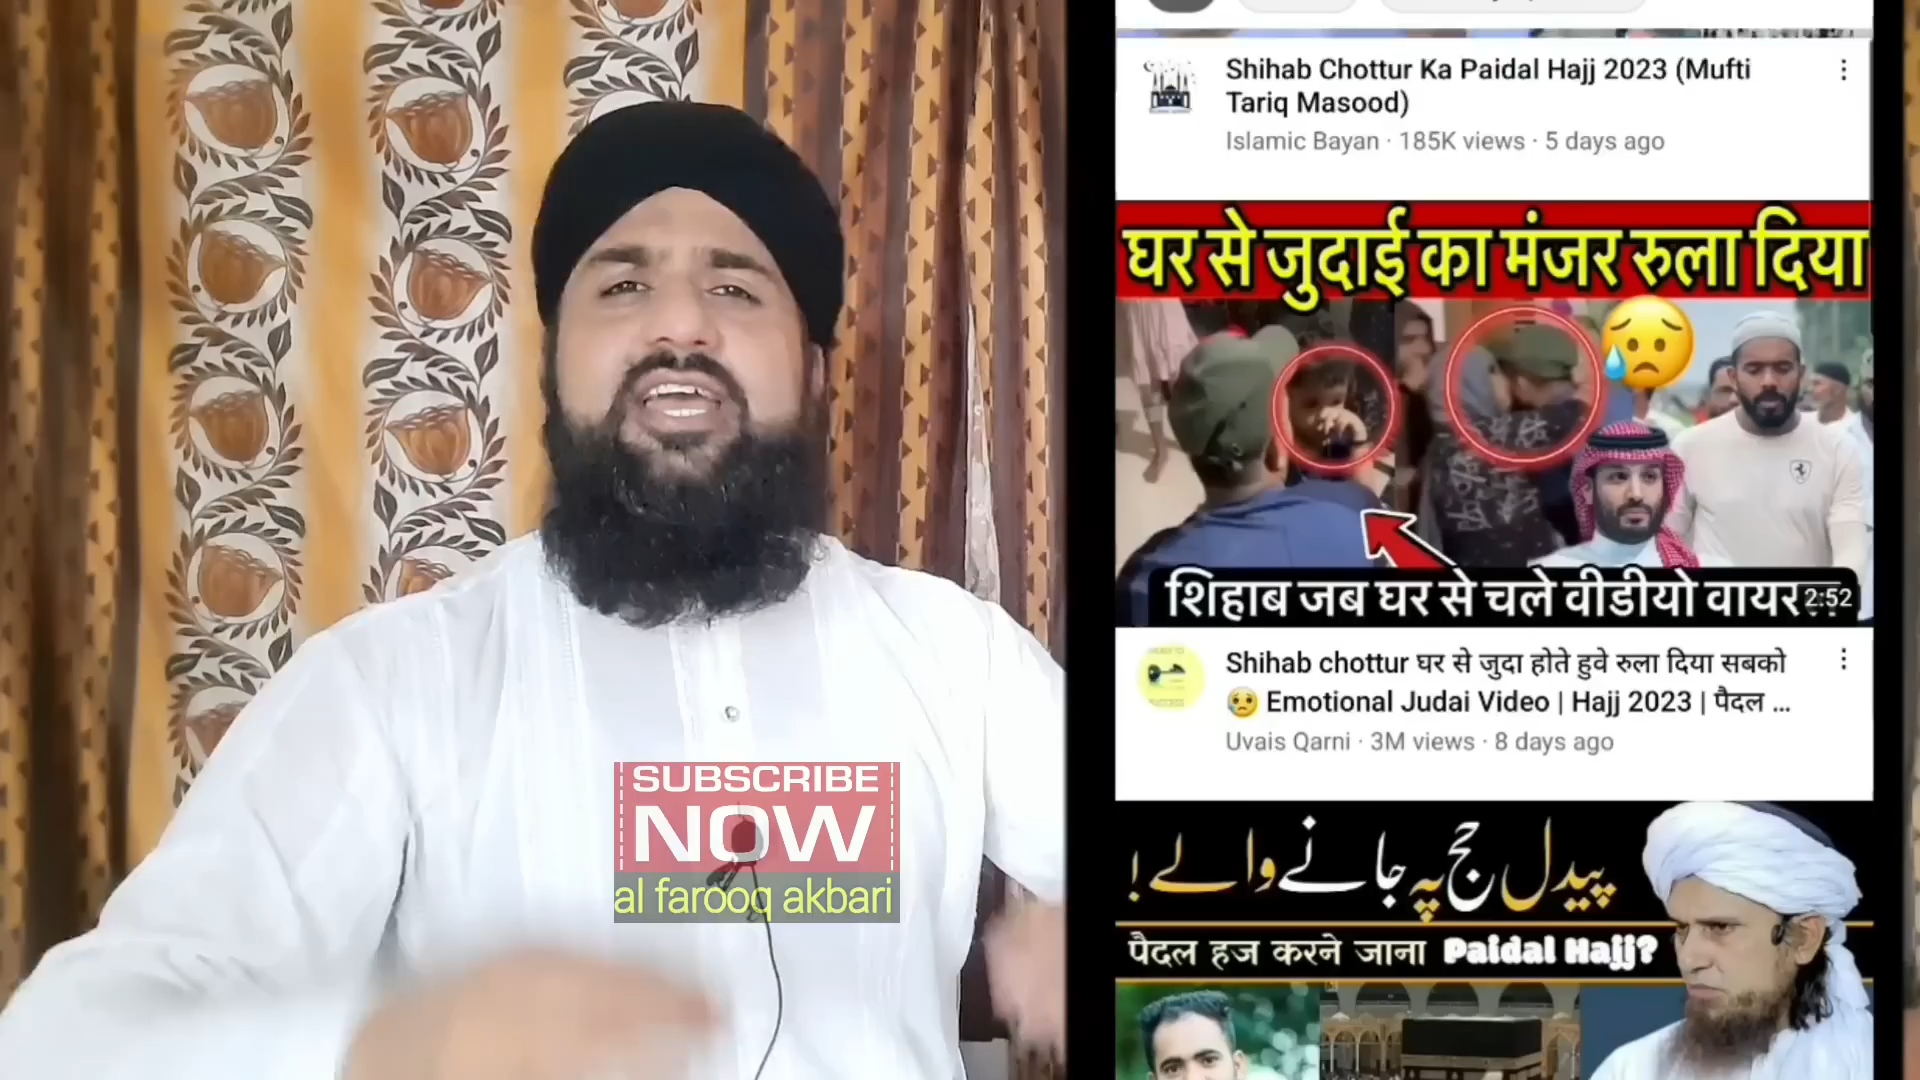 Shihab Chottur Ka Paidal Hajj 2023 (Mufti
Tariq Masood)
Islamic Bayan · 185K views · 5 days ago
घर से जुदाई का मंजर रुला दिया
शिहाब जब घर से चले वीडीयो वायर
2:52
Shihab chottur घर से जुदा होते हुवे रुला दिया सबको
😥 Emotional Judai Video | Hajj 2023 | पैदल ...
Uvais Qarni · 3M views · 8 days ago
پیدل حج پہ جانے والے!
पैदल हज करने जाना Paidal Hajj?
SUBSCRIBE
NOW
al farooq akbari